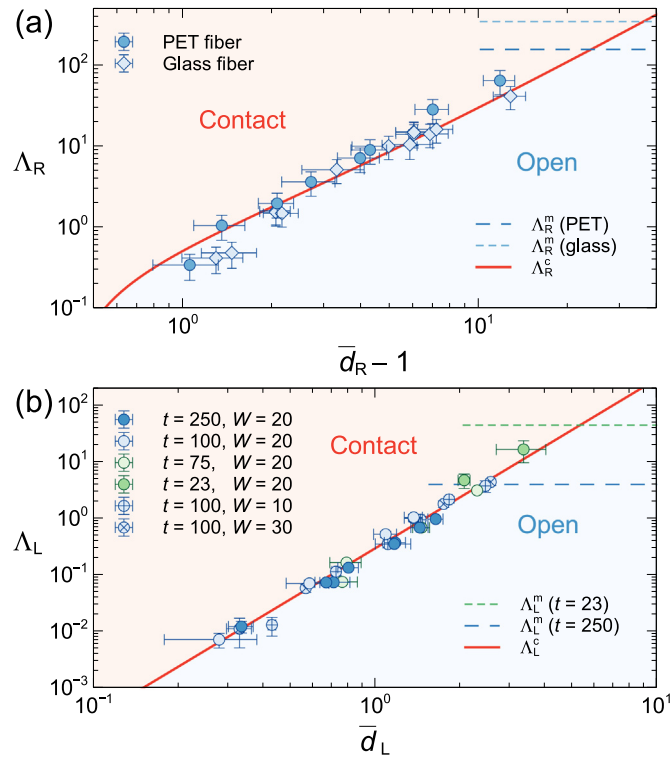 (a)
PET fiber
Glass fiber
Contact
Open
Λ_R^m (PET)
Λ_R^m (glass)
Λ_R^c
Λ_R
10^2
10^1
10^0
10^-1
10^0
10^1
d̅_R − 1
(b)
t = 250, W = 20
t = 100, W = 20
t = 75, W = 20
t = 23, W = 20
t = 100, W = 10
t = 100, W = 30
Contact
Open
Λ_L^m (t = 23)
Λ_L^m (t = 250)
Λ_L^c
Λ_L
10^2
10^1
10^0
10^-1
10^-2
10^-3
10^-1
10^0
10^1
d̅_L